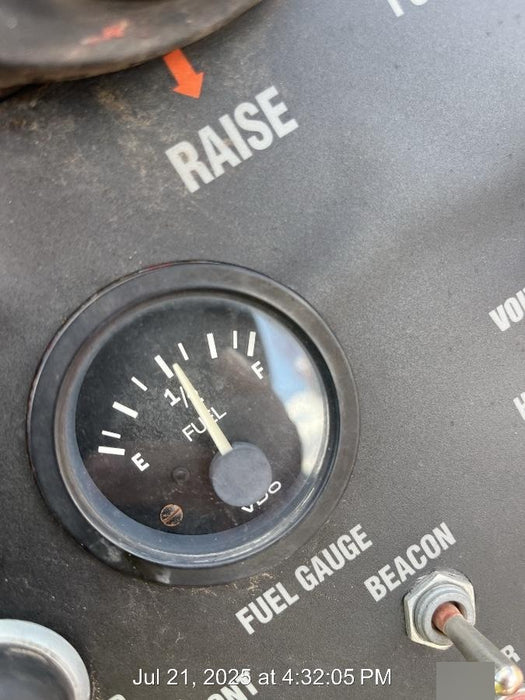 RAISE
F
1/2
FUEL
E
VDO
FUEL GAUGE
BEACON
Jul 21, 2025 at 4:32:05 PM